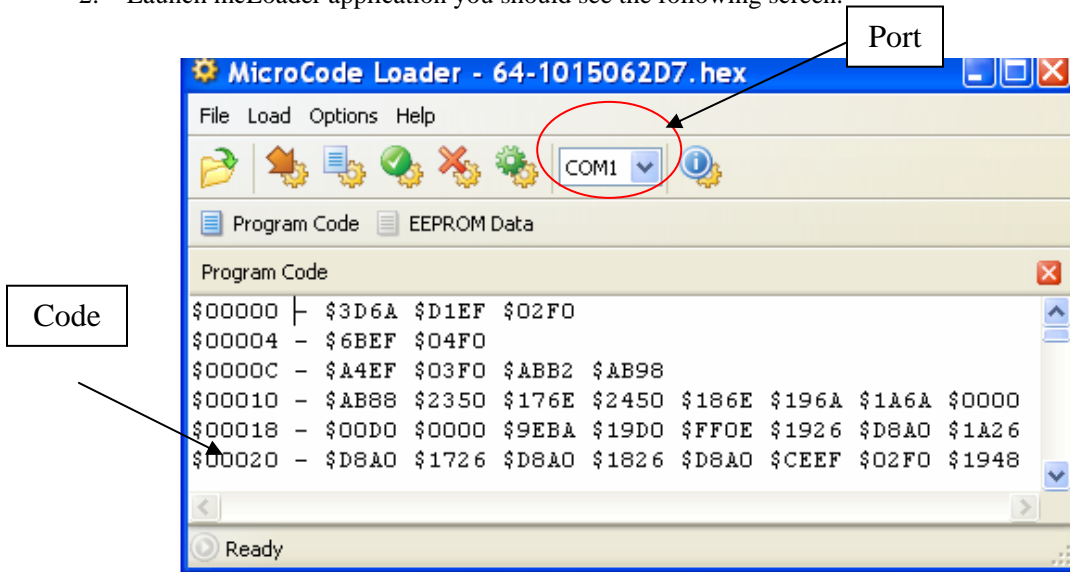 2. Launch mcLoader application you should see the following screen.
Port
MicroCode Loader - 64-1015062D7.hex
File Load Options Help
COM1
Program Code EEPROM Data
Program Code
Code
$00000 - $3D6A $D1EF $02F0
$00004 - $6BEF $04F0
$0000C - $A4EF $03F0 $ABB2 $AB98
$00010 - $AB88 $2350 $176E $2450 $186E $196A $1A6A $0000
$00018 - $00D0 $0000 $9EBA $19D0 $FF0E $1926 $D8A0 $1A26
$00020 - $D8A0 $1726 $D8A0 $1826 $D8A0 $CEEF $02F0 $1948
Ready